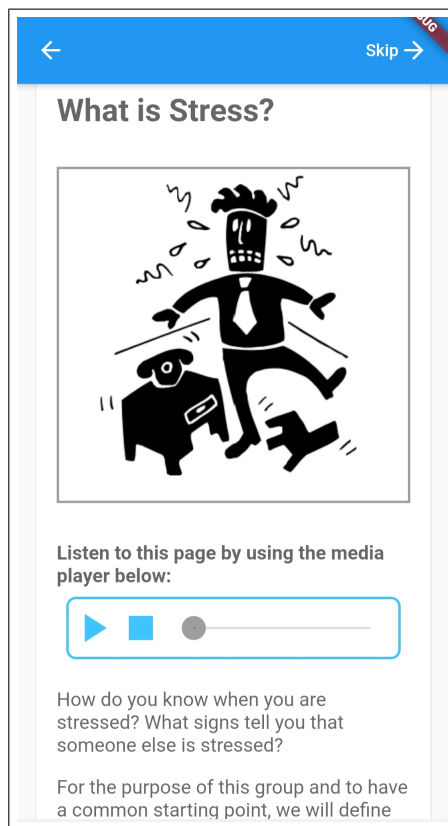 Skip
What is Stress?
Listen to this page by using the media
player below:
How do you know when you are
stressed? What signs tell you that
someone else is stressed?
For the purpose of this group and to have
a common starting point, we will define